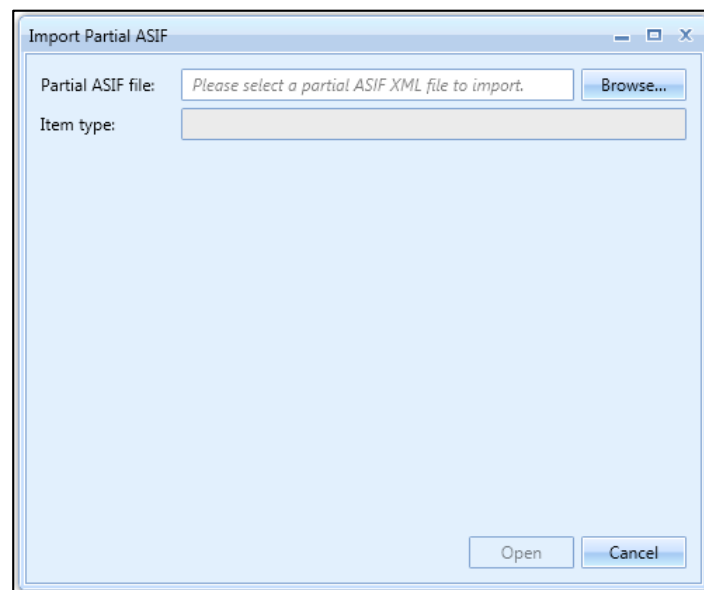 Import Partial ASIF
Partial ASIF file: Please select a partial ASIF XML file to import. Browse...
Item type:
Open Cancel